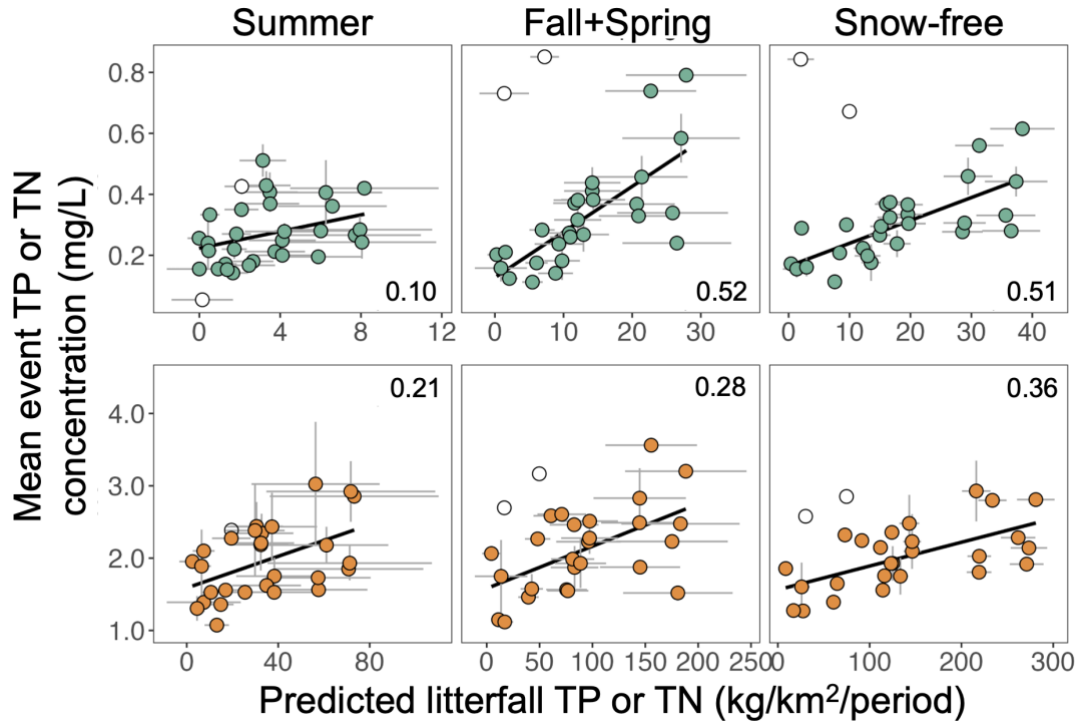 Summer Fall+Spring Snow-free
Mean event TP or TN
concentration (mg/L)
0.8
0.6
0.4
0.2
0.10 0.52 0.51
0 4 8 12 0 10 20 30 0 10 20 30 40
0.21 0.28 0.36
4.0
3.0
2.0
1.0
0 40 80 0 50 100 150 200 250 0 100 200 300
Predicted litterfall TP or TN (kg/km²/period)